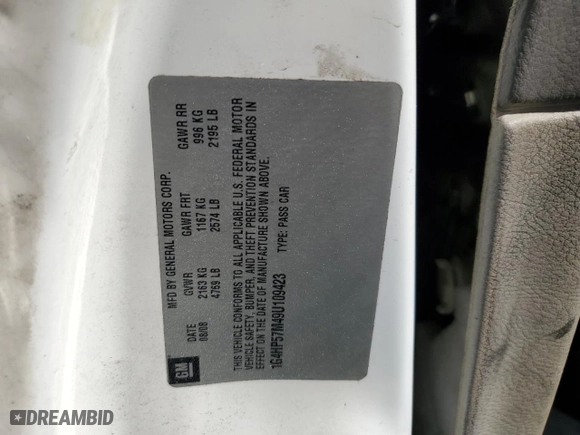 GM
MFD BY GENERAL MOTORS CORP.
DATE GVWR GAWR FRT GAWR RR
08/08 2163 KG 1167 KG 996 KG
4769 LB 2574 LB 2195 LB
THIS VEHICLE CONFORMS TO ALL APPLICABLE U.S. FEDERAL MOTOR
VEHICLE SAFETY, BUMPER, AND THEFT PREVENTION STANDARDS IN
EFFECT ON THE DATE OF MANUFACTURE SHOWN ABOVE.
1G4HP57M49U109423 TYPE: PASS CAR
DREAMBID